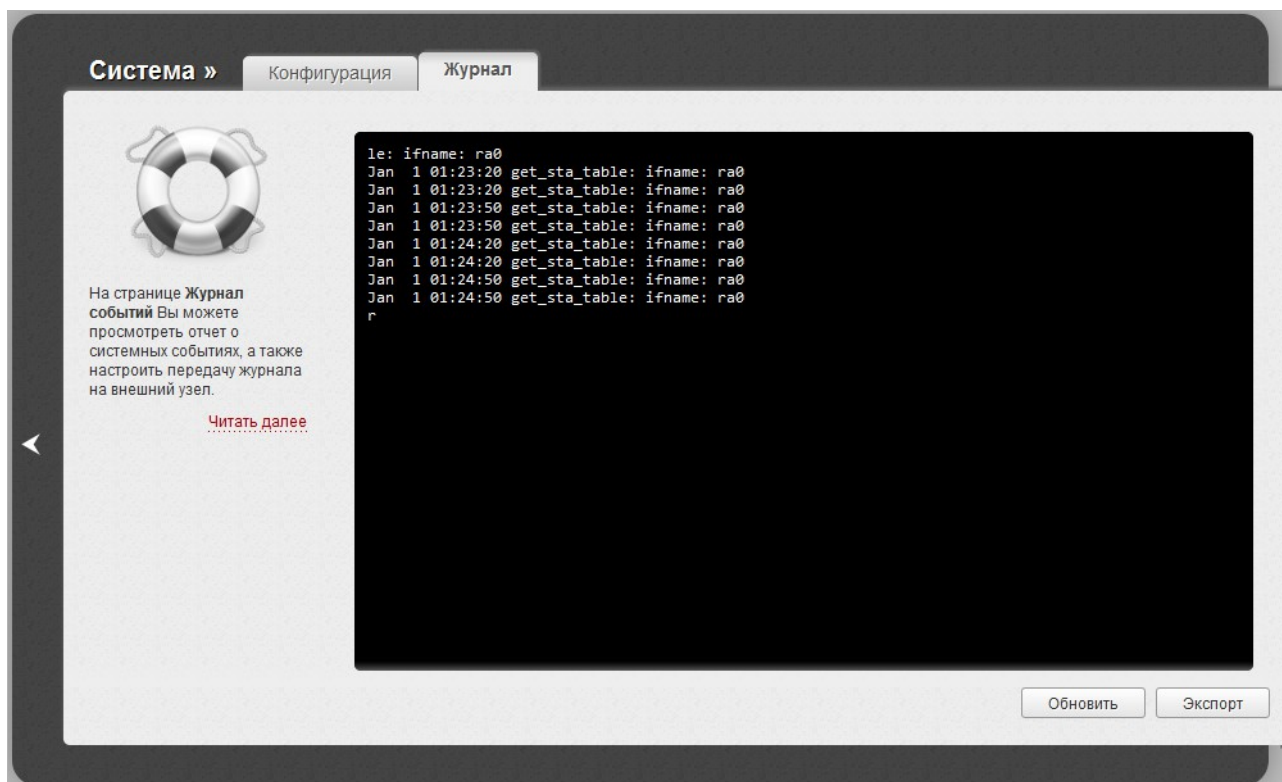 Система »
Конфигурация
Журнал
На странице Журнал
событий Вы можете
просмотреть отчет о
системных событиях, а также
настроить передачу журнала
на внешний узел.
Читать далее
le: ifname: ra0
Jan  1 01:23:20 get_sta_table: ifname: ra0
Jan  1 01:23:20 get_sta_table: ifname: ra0
Jan  1 01:23:50 get_sta_table: ifname: ra0
Jan  1 01:23:50 get_sta_table: ifname: ra0
Jan  1 01:24:20 get_sta_table: ifname: ra0
Jan  1 01:24:20 get_sta_table: ifname: ra0
Jan  1 01:24:50 get_sta_table: ifname: ra0
Jan  1 01:24:50 get_sta_table: ifname: ra0
r
Обновить
Экспорт